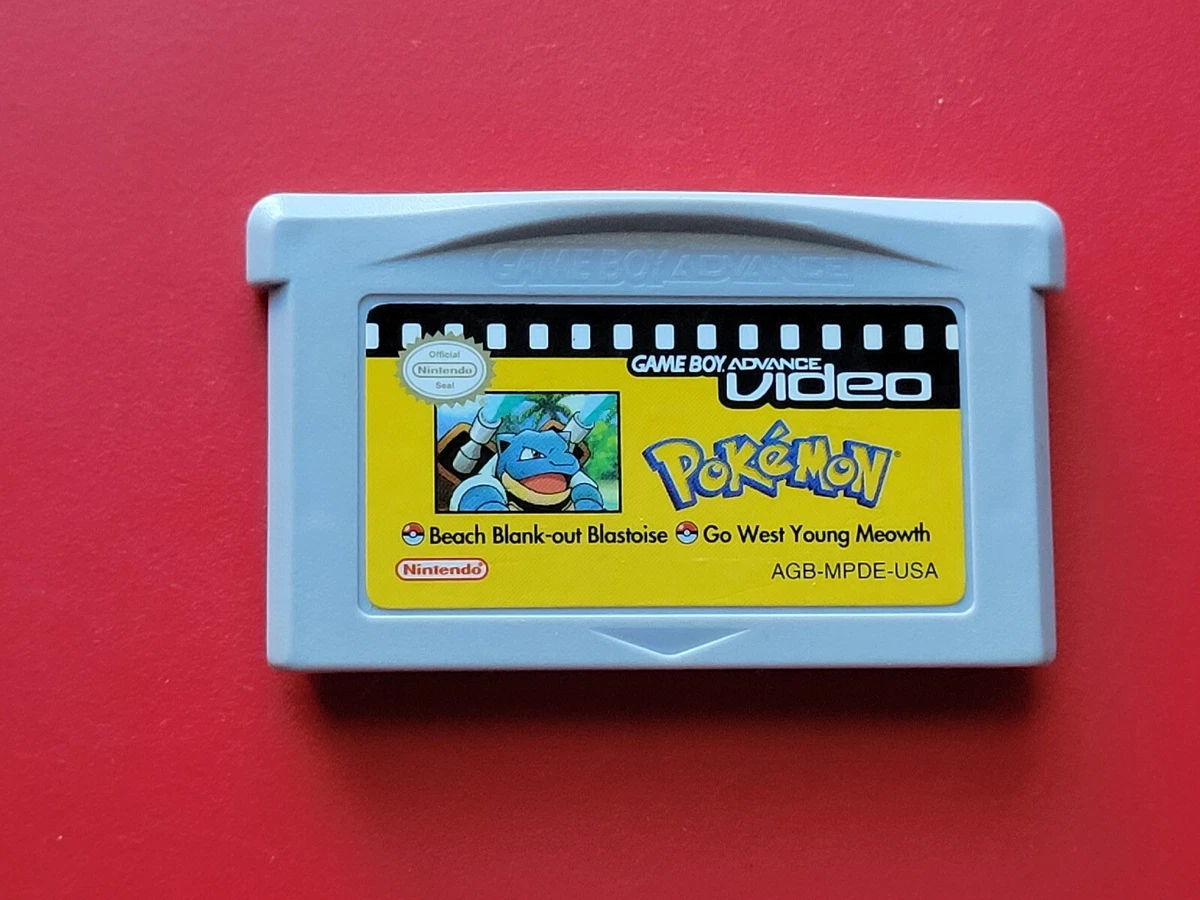 GAME BOY ADVANCE
Official
Nintendo
Seal
GAME BOY ADVANCE
video
POKéMON®
Beach Blank-out Blastoise Go West Young Meowth
Nintendo®
AGB-MPDE-USA